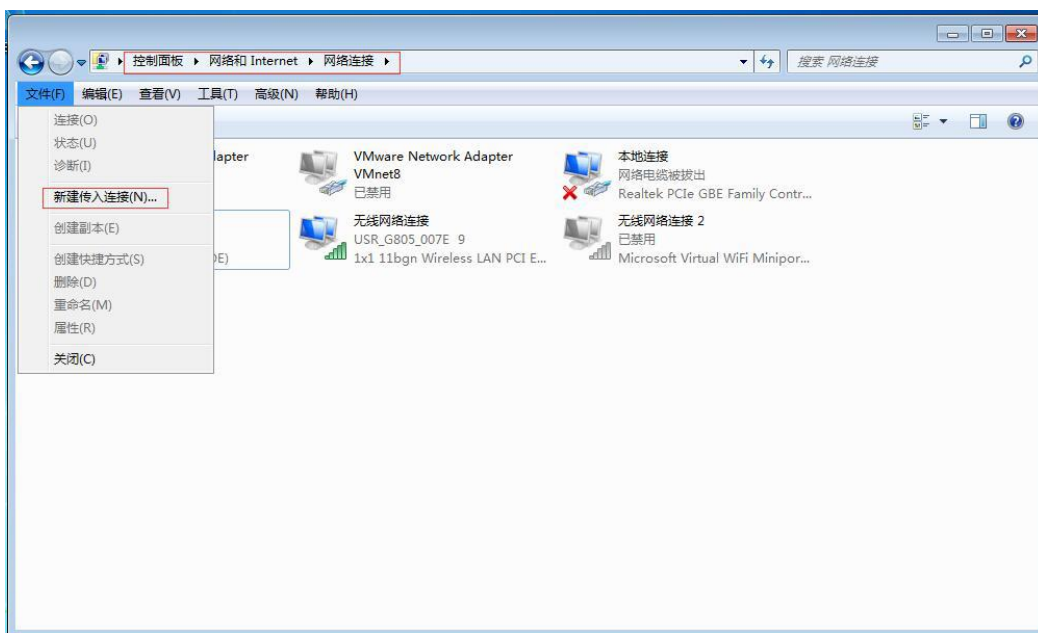 控制面板 ▸ 网络和 Internet ▸ 网络连接 ▸
搜索 网络连接
文件(F) 编辑(E) 查看(V) 工具(T) 高级(N) 帮助(H)
连接(O)
状态(U)
诊断(I)
新建传入连接(N)...
创建副本(E)
创建快捷方式(S)
删除(D)
重命名(M)
属性(R)
关闭(C)
lapter
VMware Network Adapter
VMnet8
已禁用
本地连接
网络电缆被拔出
Realtek PCIe GBE Family Contr...
DE)
无线网络连接
USR_G805_007E 9
1x1 11bgn Wireless LAN PCI E...
无线网络连接 2
已禁用
Microsoft Virtual WiFi Minipor...